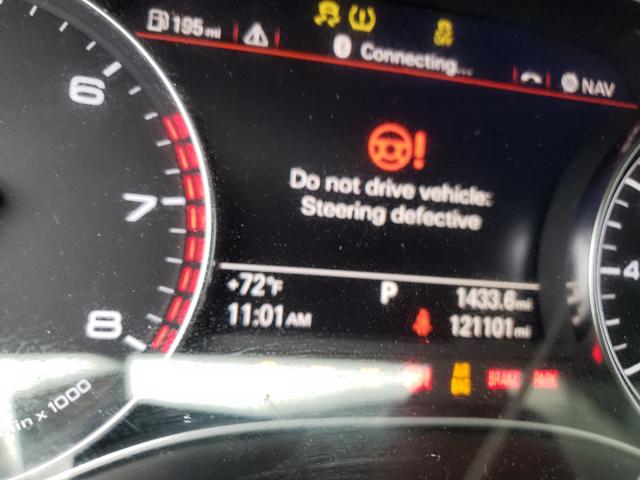 195 mi
Connecting...
NAV
6
Do not drive vehicle:
Steering defective
7
4
+72°F
P
1433.6 mi
11:01 AM
121101 mi
8
BRAKE PARK
in x 1000